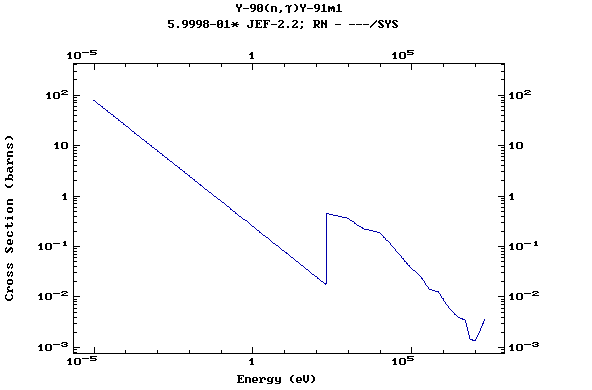 Y-90(n,γ)Y-91m1
5.9998-01* JEF-2.2; RN - ---/SYS
10⁻⁵ 1 10⁵
10² 10²
10 10
1 1
10⁻¹ 10⁻¹
10⁻² 10⁻²
10⁻³ 10⁻³
10⁻⁵ 1 10⁵
Cross Section (barns)
Energy (eV)